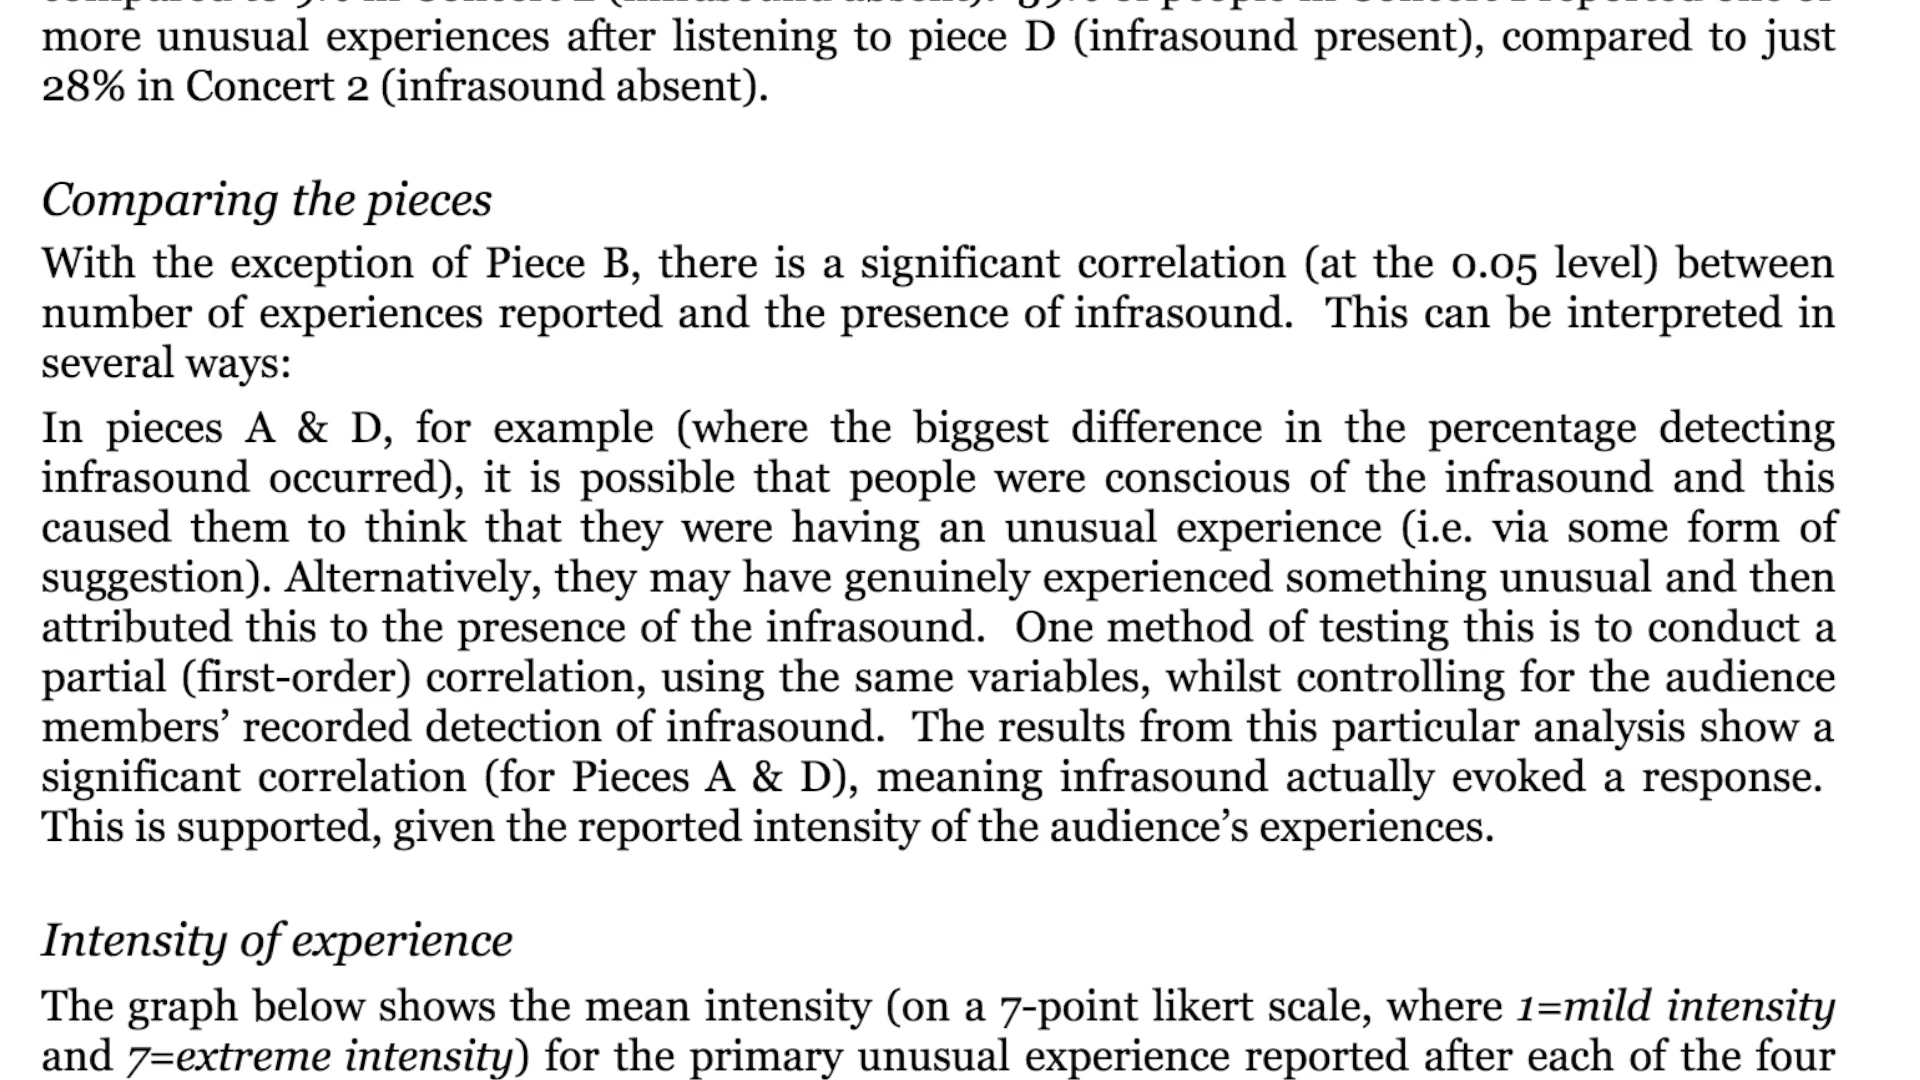 more unusual experiences after listening to piece D (infrasound present), compared to just
28% in Concert 2 (infrasound absent).
Comparing the pieces
With the exception of Piece B, there is a significant correlation (at the 0.05 level) between
number of experiences reported and the presence of infrasound. This can be interpreted in
several ways:
In pieces A & D, for example (where the biggest difference in the percentage detecting
infrasound occurred), it is possible that people were conscious of the infrasound and this
caused them to think that they were having an unusual experience (i.e. via some form of
suggestion). Alternatively, they may have genuinely experienced something unusual and then
attributed this to the presence of the infrasound. One method of testing this is to conduct a
partial (first-order) correlation, using the same variables, whilst controlling for the audience
members’ recorded detection of infrasound. The results from this particular analysis show a
significant correlation (for Pieces A & D), meaning infrasound actually evoked a response.
This is supported, given the reported intensity of the audience’s experiences.
Intensity of experience
The graph below shows the mean intensity (on a 7-point likert scale, where 1=mild intensity
and 7=extreme intensity) for the primary unusual experience reported after each of the four